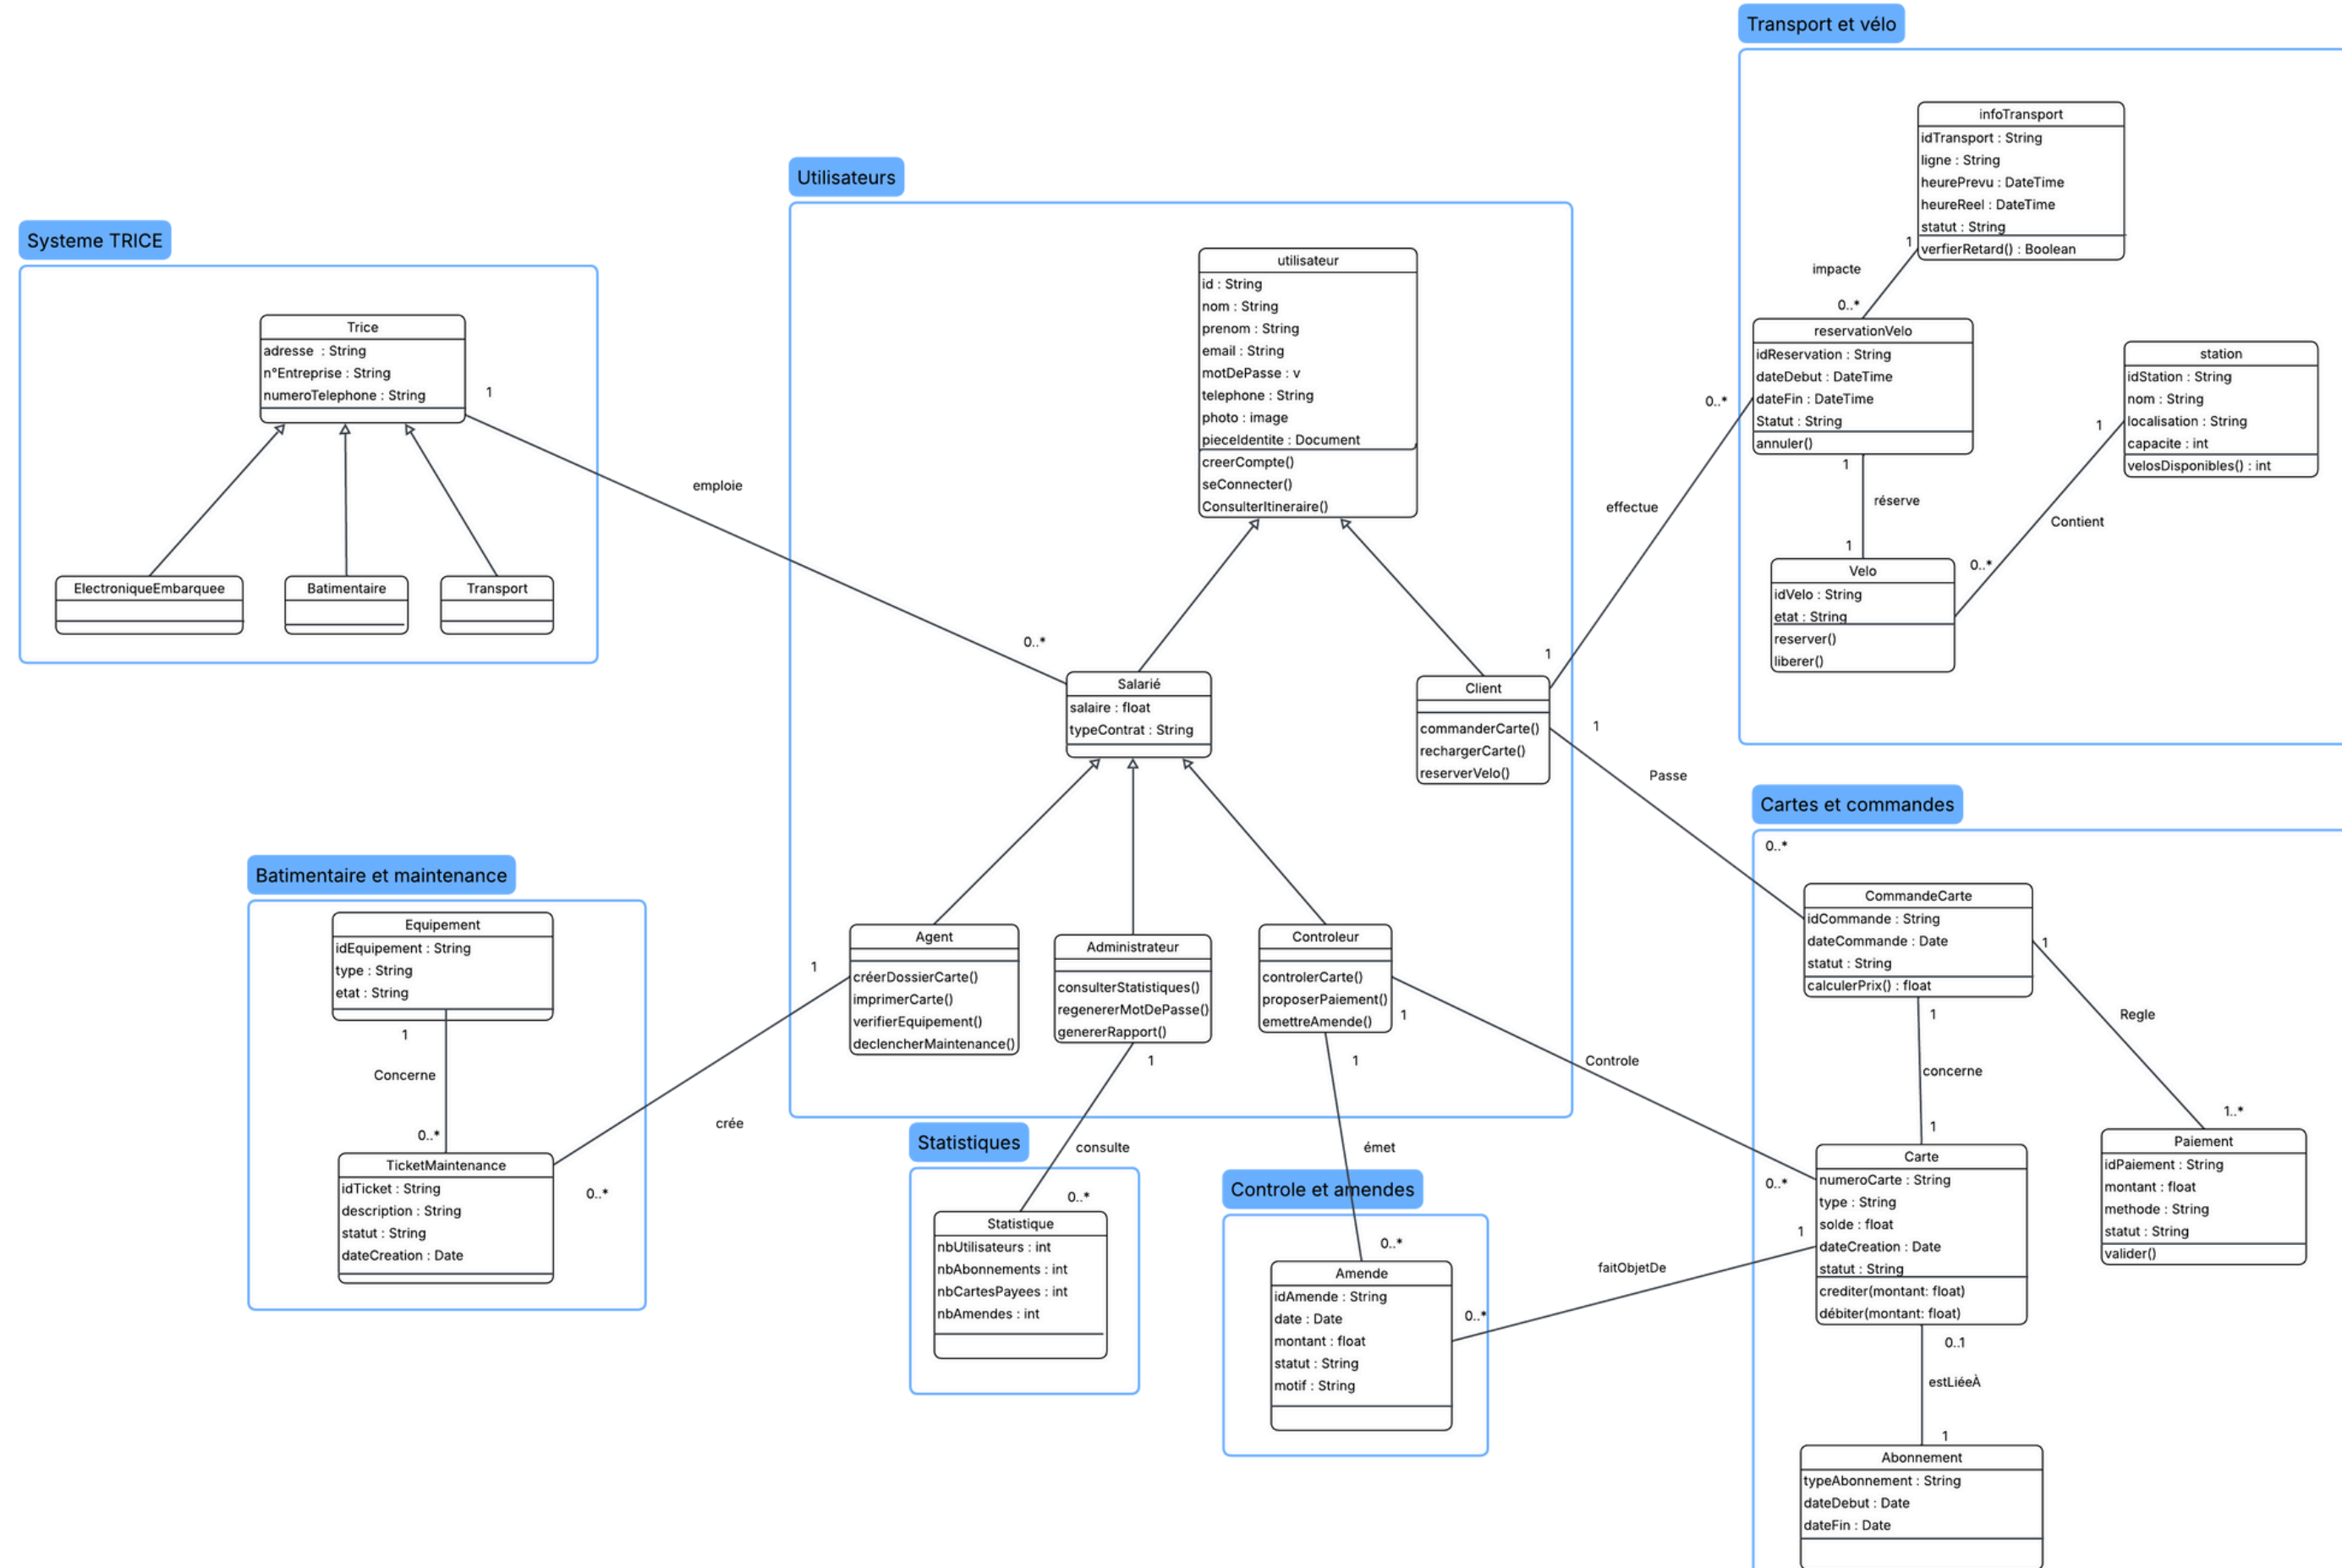 Transport et vélo
infoTransport
idTransport : String
ligne : String
heurePrevu : DateTime
heureReel : DateTime
statut : String
verfierRetard() : Boolean
1
impacte
0..*
reservationVelo
idReservation : String
dateDebut : DateTime
dateFin : DateTime
Statut : String
annuler()
station
idStation : String
nom : String
localisation : String
capacite : int
velosDisponibles() : int
1
réserve
1
1
Contient
0..*
Velo
idVelo : String
etat : String
reserver()
liberer()
Utilisateurs
utilisateur
id : String
nom : String
prenom : String
email : String
motDePasse : v
telephone : String
photo : image
pieceIdentite : Document
creerCompte()
seConnecter()
ConsulterItineraire()
0..*
effectue
1
Systeme TRICE
Trice
adresse : String
n°Entreprise : String
numeroTelephone : String
1
emploie
0..*
ElectroniqueEmbarquee
Batimentaire
Transport
Salarié
salaire : float
typeContrat : String
Client
commanderCarte()
rechargerCarte()
reserverVelo()
1
Passe
0..*
Agent
créerDossierCarte()
imprimerCarte()
verifierEquipement()
declencherMaintenance()
Administrateur
consulterStatistiques()
regenererMotDePasse()
genererRapport()
Controleur
controlerCarte()
proposerPaiement()
emettreAmende()
Batimentaire et maintenance
Equipement
idEquipement : String
type : String
etat : String
1
Concerne
0..*
TicketMaintenance
idTicket : String
description : String
statut : String
dateCreation : Date
1
crée
0..*
Statistiques
1
consulte
0..*
Statistique
nbUtilisateurs : int
nbAbonnements : int
nbCartesPayees : int
nbAmendes : int
Controle et amendes
1
émet
0..*
Amende
idAmende : String
date : Date
montant : float
statut : String
motif : String
1
Controle
0..*
1
faitObjetDe
0..*
Cartes et commandes
CommandeCarte
idCommande : String
dateCommande : Date
statut : String
calculerPrix() : float
1
Regle
1..*
1
concerne
1
Paiement
idPaiement : String
montant : float
methode : String
statut : String
valider()
Carte
numeroCarte : String
type : String
solde : float
dateCreation : Date
statut : String
crediter(montant: float)
débiter(montant: float)
0..1
estLiéeÀ
1
Abonnement
typeAbonnement : String
dateDebut : Date
dateFin : Date